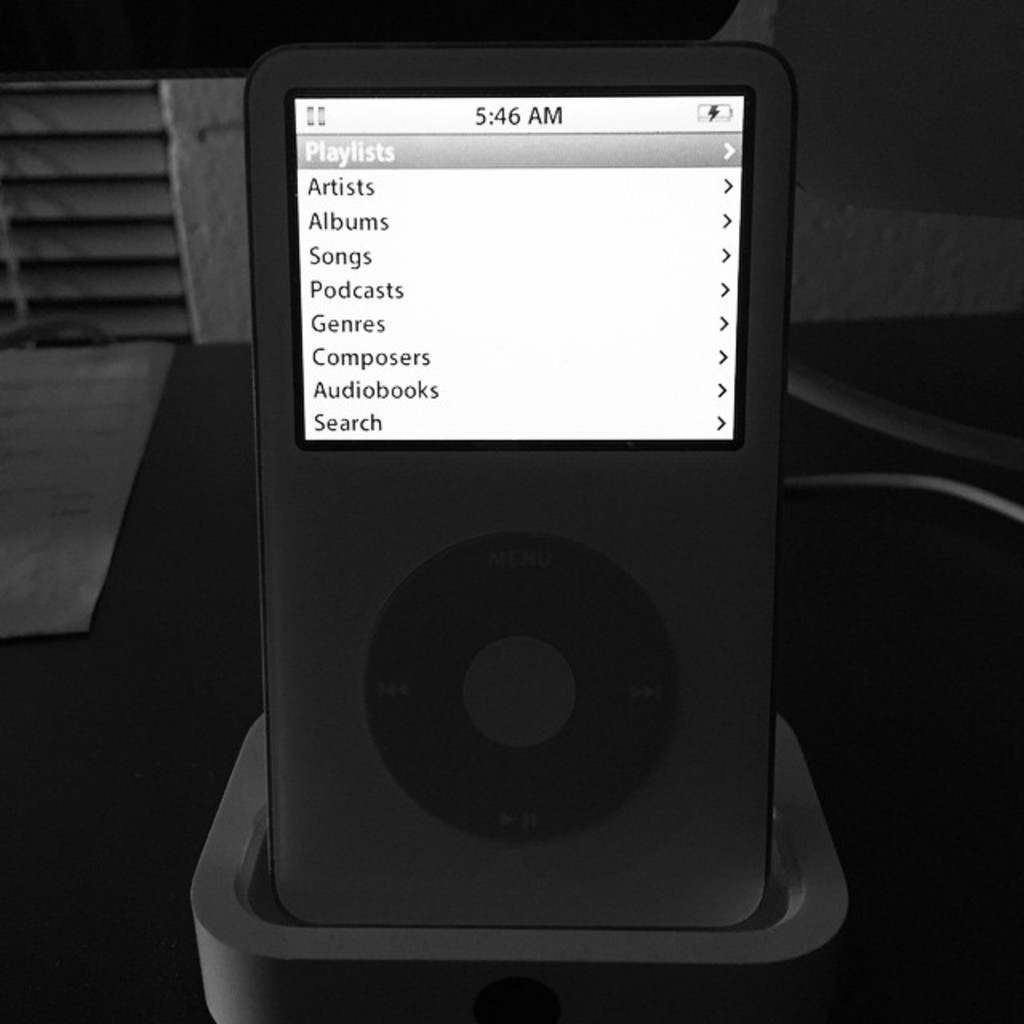 5:46 AM
Playlists
Artists
Albums
Songs
Podcasts
Genres
Composers
Audiobooks
Search
MENU